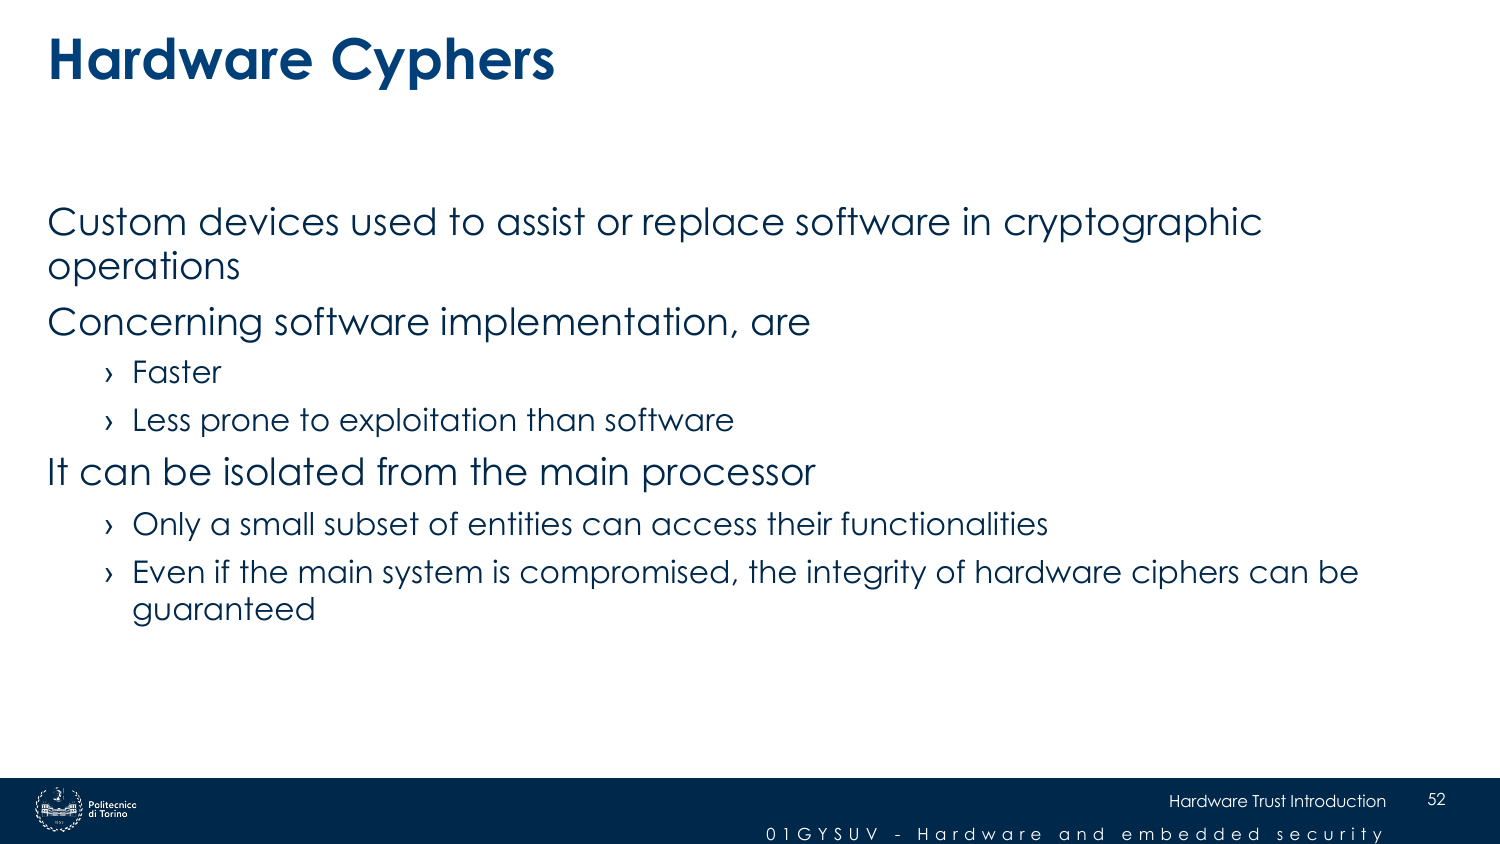 Hardware Cyphers
Custom devices used to assist or replace software in cryptographic
operations
Concerning software implementation, are
› Faster
› Less prone to exploitation than software
It can be isolated from the main processor
› Only a small subset of entities can access their functionalities
› Even if the main system is compromised, the integrity of hardware ciphers can be
guaranteed
Politecnico
di Torino
Hardware Trust Introduction
52
01GYSUV - Hardware and embedded security